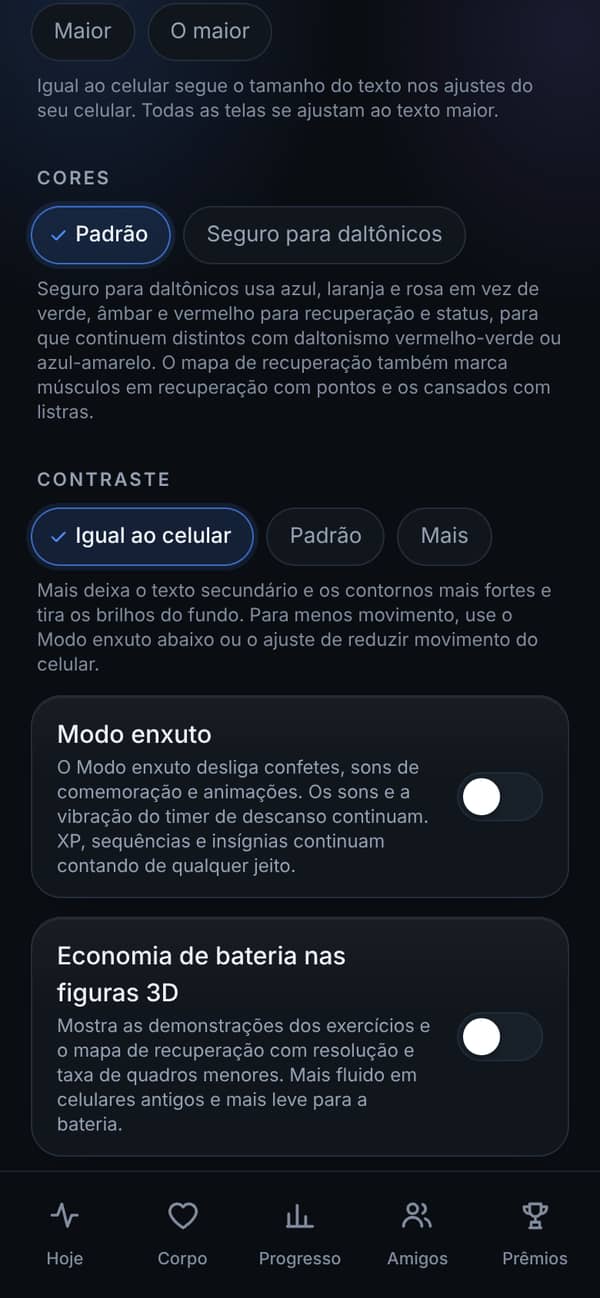 Maior
O maior
Igual ao celular segue o tamanho do texto nos ajustes do
seu celular. Todas as telas se ajustam ao texto maior.
CORES
Padrão
Seguro para daltônicos
Seguro para daltônicos usa azul, laranja e rosa em vez de
verde, âmbar e vermelho para recuperação e status, para
que continuem distintos com daltonismo vermelho-verde ou
azul-amarelo. O mapa de recuperação também marca
músculos em recuperação com pontos e os cansados com
listras.
CONTRASTE
Igual ao celular
Padrão
Mais
Mais deixa o texto secundário e os contornos mais fortes e
tira os brilhos do fundo. Para menos movimento, use o
Modo enxuto abaixo ou o ajuste de reduzir movimento do
celular.
Modo enxuto
O Modo enxuto desliga confetes, sons de
comemoração e animações. Os sons e a
vibração do timer de descanso continuam.
XP, sequências e insígnias continuam
contando de qualquer jeito.
Economia de bateria nas
figuras 3D
Mostra as demonstrações dos exercícios e
o mapa de recuperação com resolução e
taxa de quadros menores. Mais fluido em
celulares antigos e mais leve para a
bateria.
Hoje
Corpo
Progresso
Amigos
Prêmios